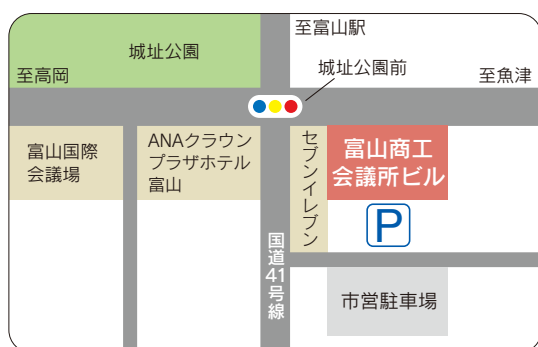 至富山駅
城址公園
城址公園前
至高岡
至魚津
富山国際
会議場
ANAクラウン
プラザホテル
富山
セブンイレブン
富山商工
会議所ビル
P
国道41号線
市営駐車場